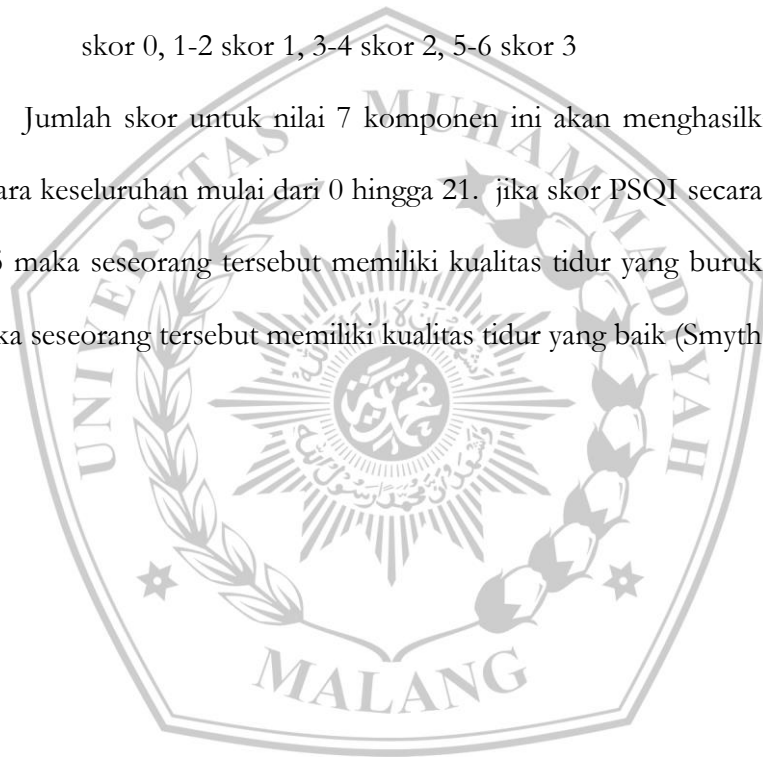 skor 0, 1-2 skor 1, 3-4 skor 2, 5-6 skor 3
Jumlah skor untuk nilai 7 komponen ini akan menghasilk
ara keseluruhan mulai dari 0 hingga 21. jika skor PSQI secara
maka seseorang tersebut memiliki kualitas tidur yang buruk
ka seseorang tersebut memiliki kualitas tidur yang baik (Smyth
UNIVERSITAS MUHAMMADIYAH
MALANG